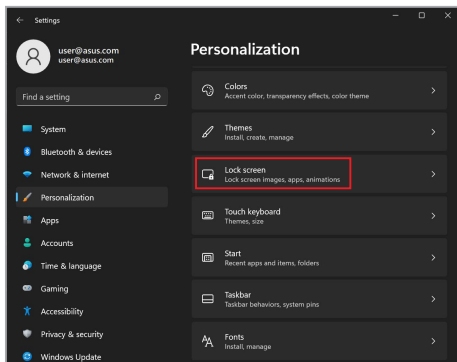 Settings
user@asus.com
user@asus.com
Find a setting
System
Bluetooth & devices
Network & internet
Personalization
Apps
Accounts
Time & language
Gaming
Accessibility
Privacy & security
Windows Update
Personalization
Colors
Accent color, transparency effects, color theme
Themes
Install, create, manage
Lock screen
Lock screen images, apps, animations
Touch keyboard
Themes, size
Start
Recent apps and items, folders
Taskbar
Taskbar behaviors, system pins
Fonts
Install, manage